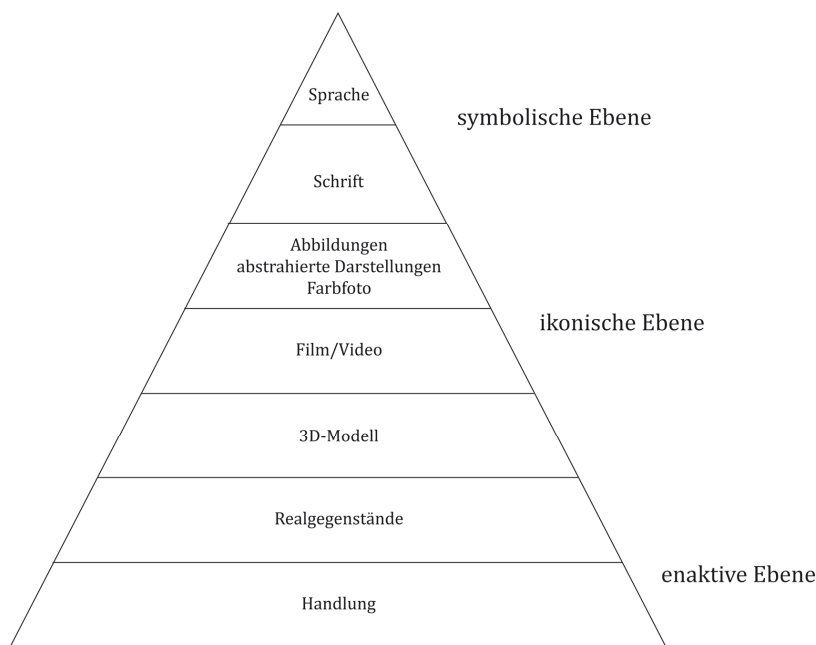 Sprache
symbolische Ebene
Schrift
Abbildungen
abstrahierte Darstellungen
Farbfoto
ikonische Ebene
Film/Video
3D-Modell
Realgegenstände
enaktive Ebene
Handlung